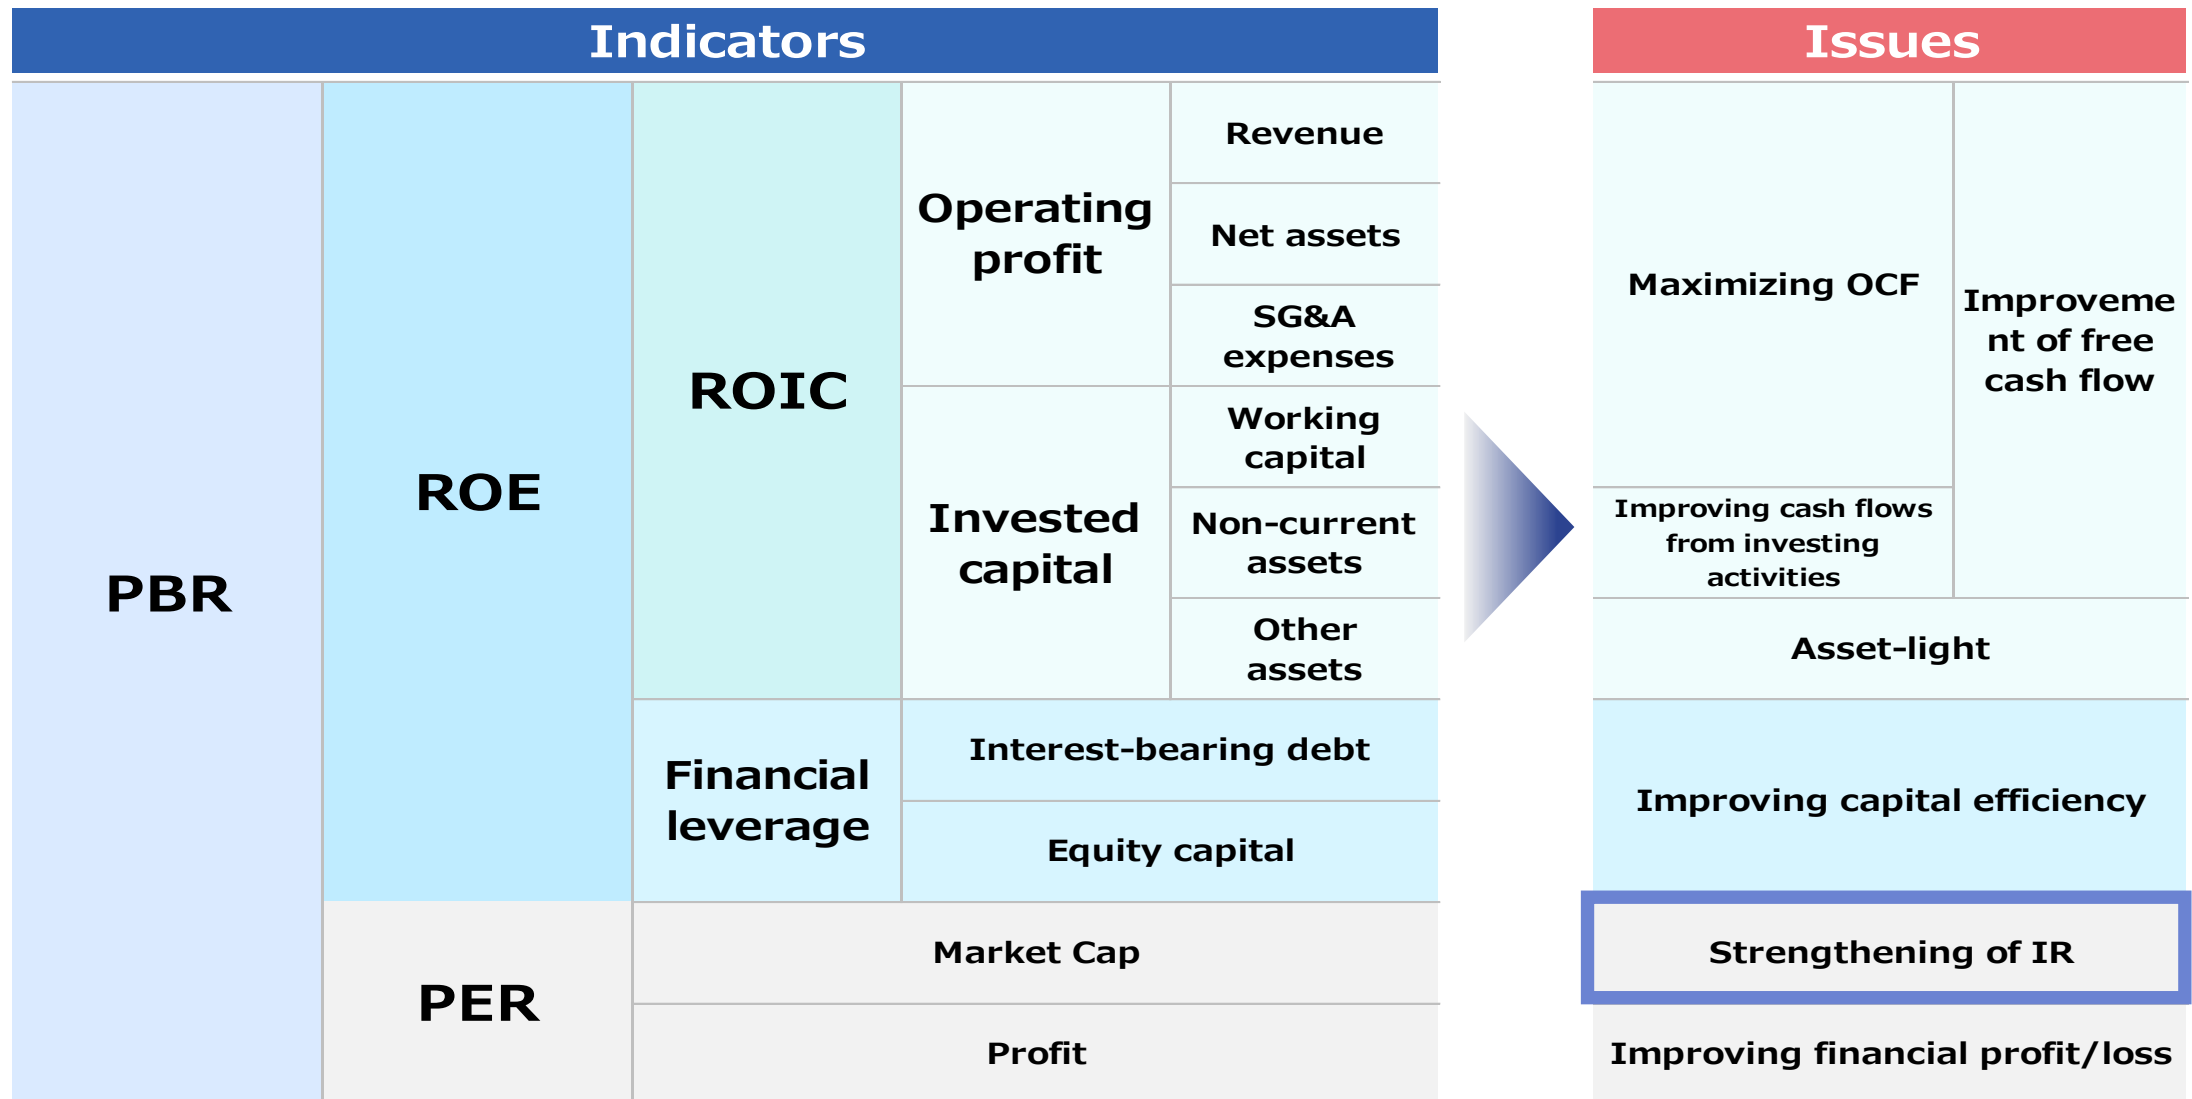 Indicators
Issues
PBR
ROE
ROIC
Operating
profit
Revenue
Net assets
SG&A
expenses
Invested
capital
Working
capital
Non-current
assets
Other
assets
Financial
leverage
Interest-bearing debt
Equity capital
PER
Market Cap
Profit
Maximizing OCF
Improveme
nt of free
cash flow
Improving cash flows
from investing
activities
Asset-light
Improving capital efficiency
Strengthening of IR
Improving financial profit/loss